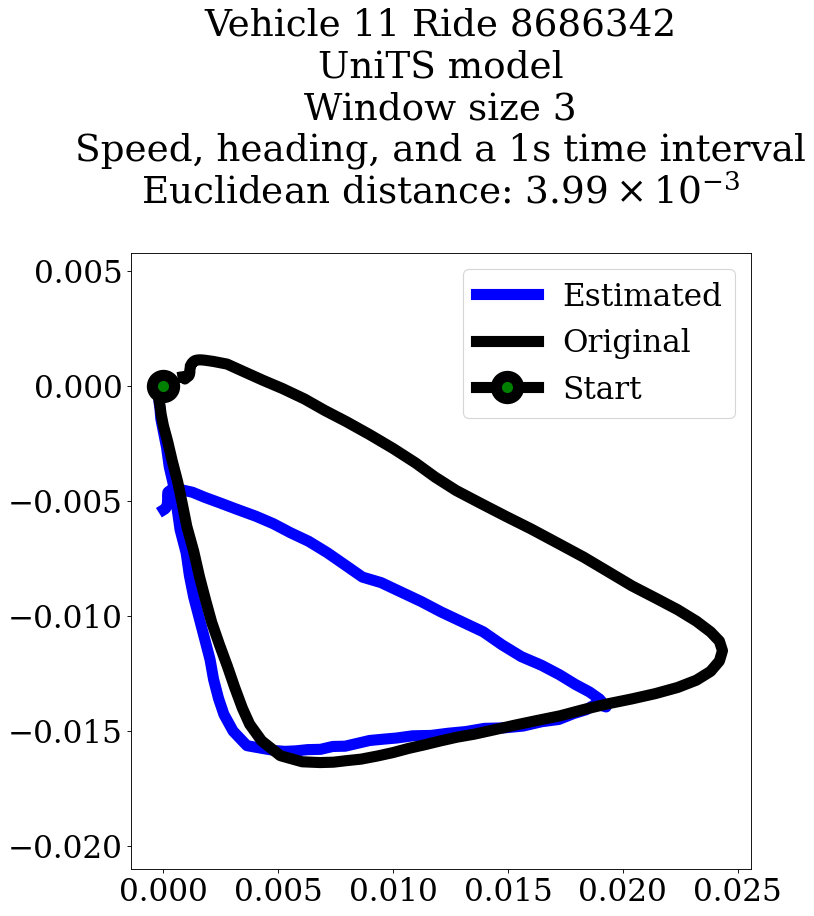 Vehicle 11 Ride 8686342
UniTS model
Window size 3
Speed, heading, and a 1s time interval
Euclidean distance: 3.99 × 10⁻³
0.005
0.000
−0.005
−0.010
−0.015
−0.020
Estimated
Original
Start
0.000 0.005 0.010 0.015 0.020 0.025